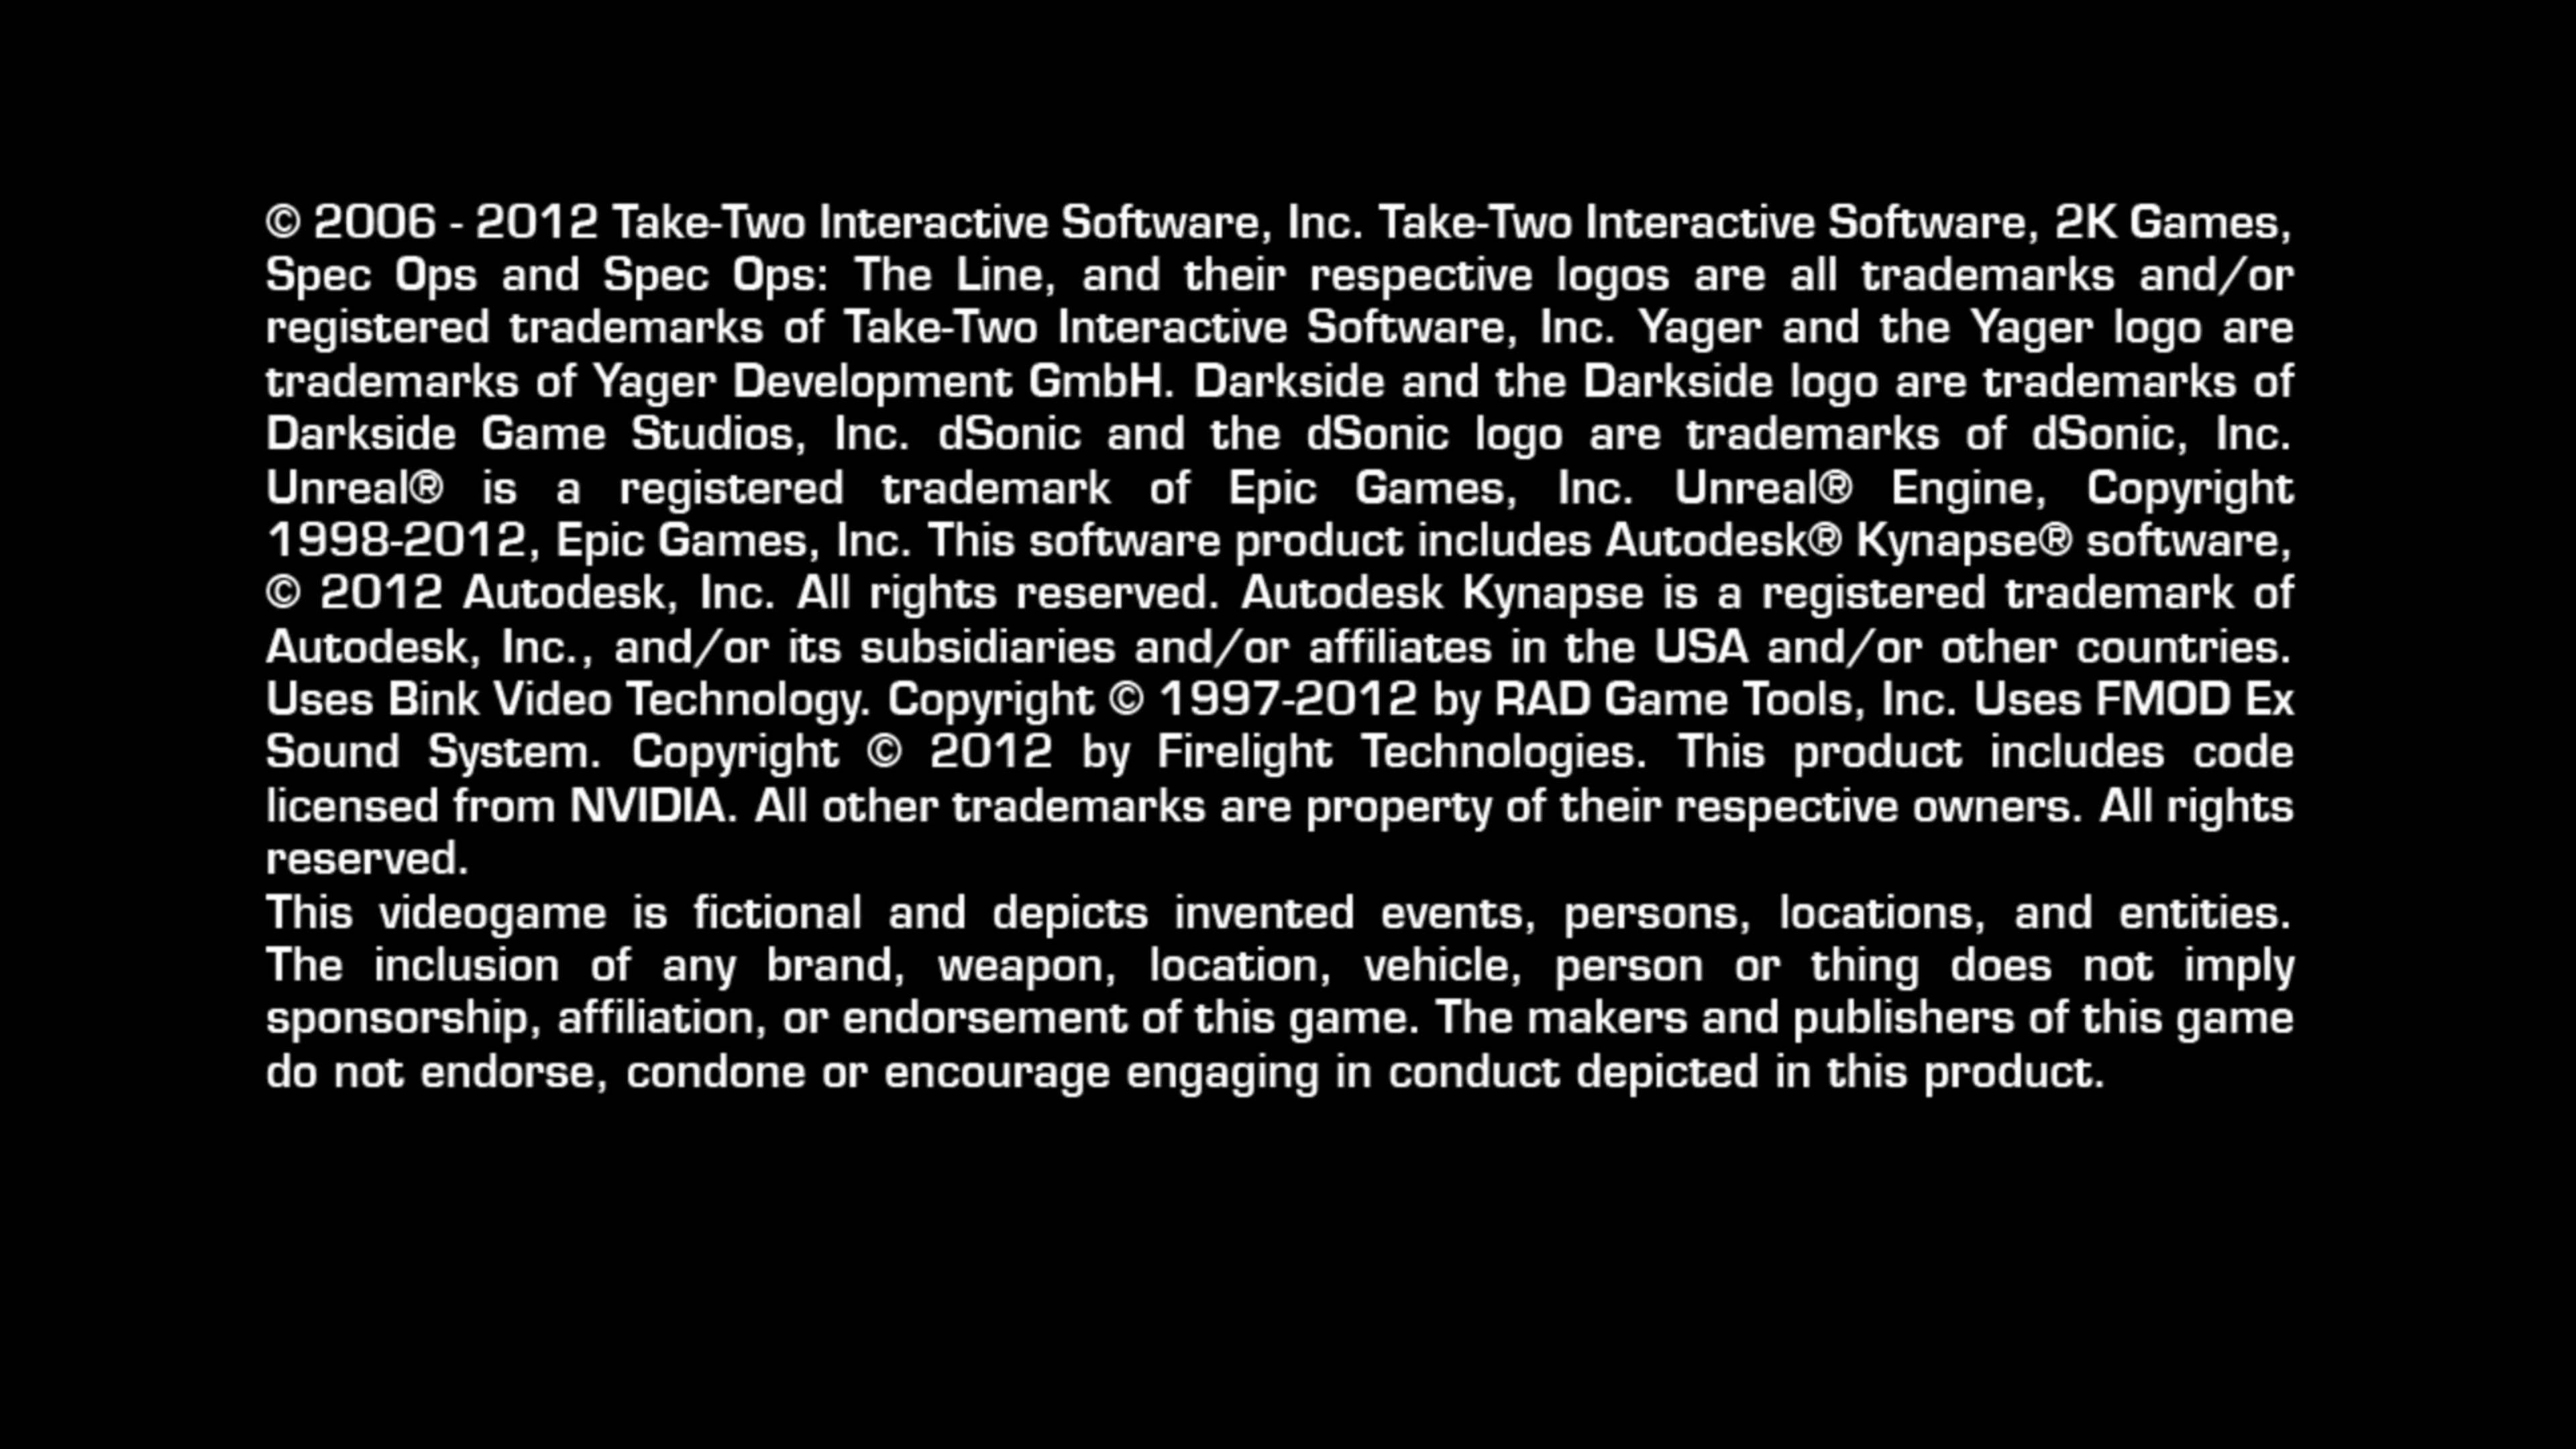 © 2006 - 2012 Take-Two Interactive Software, Inc. Take-Two Interactive Software, 2K Games,
Spec Ops and Spec Ops: The Line, and their respective logos are all trademarks and/or
registered trademarks of Take-Two Interactive Software, Inc. Yager and the Yager logo are
trademarks of Yager Development GmbH. Darkside and the Darkside logo are trademarks of
Darkside Game Studios, Inc. dSonic and the dSonic logo are trademarks of dSonic, Inc.
Unreal® is a registered trademark of Epic Games, Inc. Unreal® Engine, Copyright
1998-2012, Epic Games, Inc. This software product includes Autodesk® Kynapse® software,
© 2012 Autodesk, Inc. All rights reserved. Autodesk Kynapse is a registered trademark of
Autodesk, Inc., and/or its subsidiaries and/or affiliates in the USA and/or other countries.
Uses Bink Video Technology. Copyright © 1997-2012 by RAD Game Tools, Inc. Uses FMOD Ex
Sound System. Copyright © 2012 by Firelight Technologies. This product includes code
licensed from NVIDIA. All other trademarks are property of their respective owners. All rights
reserved.
This videogame is fictional and depicts invented events, persons, locations, and entities.
The inclusion of any brand, weapon, location, vehicle, person or thing does not imply
sponsorship, affiliation, or endorsement of this game. The makers and publishers of this game
do not endorse, condone or encourage engaging in conduct depicted in this product.